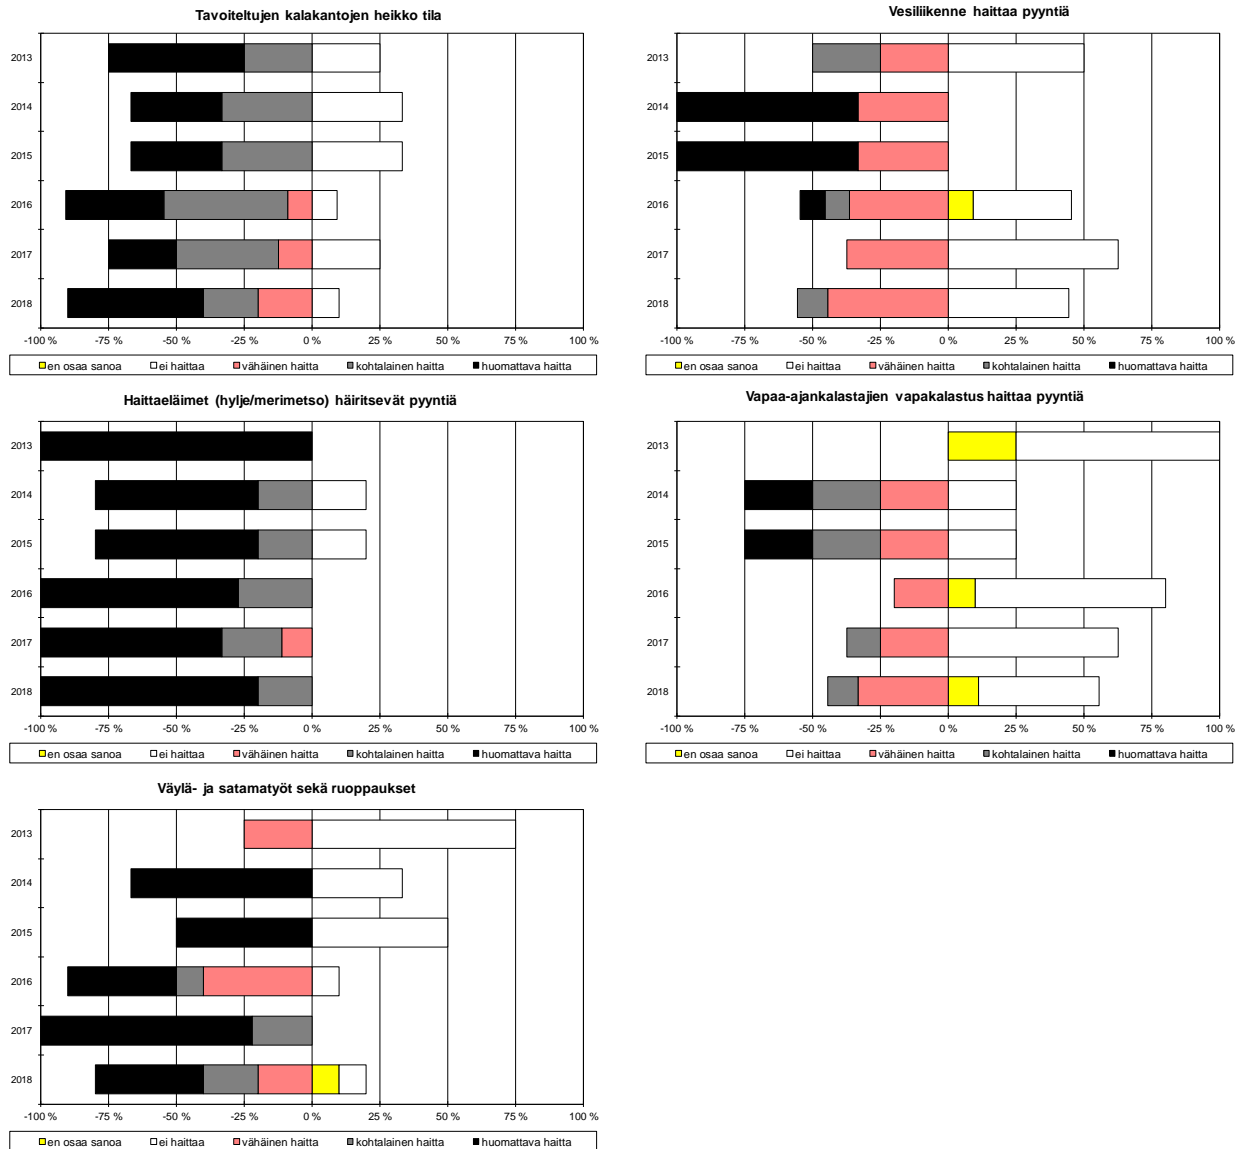 Tavoiteltujen kalakantojen heikko tila
2013
2014
2015
2016
2017
2018
-100 % -75 % -50 % -25 % 0 % 25 % 50 % 75 % 100 %
en osaa sanoa ei haittaa vähäinen haitta kohtalainen haitta huomattava haitta
Vesiliikenne haittaa pyyntiä
2013
2014
2015
2016
2017
2018
-100 % -75 % -50 % -25 % 0 % 25 % 50 % 75 % 100 %
en osaa sanoa ei haittaa vähäinen haitta kohtalainen haitta huomattava haitta
Haittaeläimet (hylje/merimetso) häiritsevät pyyntiä
2013
2014
2015
2016
2017
2018
-100 % -75 % -50 % -25 % 0 % 25 % 50 % 75 % 100 %
en osaa sanoa ei haittaa vähäinen haitta kohtalainen haitta huomattava haitta
Vapaa-ajankalastajien vapakalastus haittaa pyyntiä
2013
2014
2015
2016
2017
2018
-100 % -75 % -50 % -25 % 0 % 25 % 50 % 75 % 100 %
en osaa sanoa ei haittaa vähäinen haitta kohtalainen haitta huomattava haitta
Väylä- ja satamatyöt sekä ruoppaukset
2013
2014
2015
2016
2017
2018
-100 % -75 % -50 % -25 % 0 % 25 % 50 % 75 % 100 %
en osaa sanoa ei haittaa vähäinen haitta kohtalainen haitta huomattava haitta